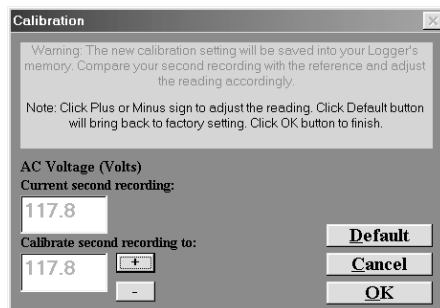 Calibration
Warning: The new calibration setting will be saved into your Logger's
memory. Compare your second recording with the reference and adjust
the reading accordingly.
Note: Click Plus or Minus sign to adjust the reading. Click Default button
will bring back to factory setting. Click OK button to finish.
AC Voltage (Volts)
Current second recording:
117.8
Calibrate second recording to:
117.8
+
-
Default
Cancel
OK